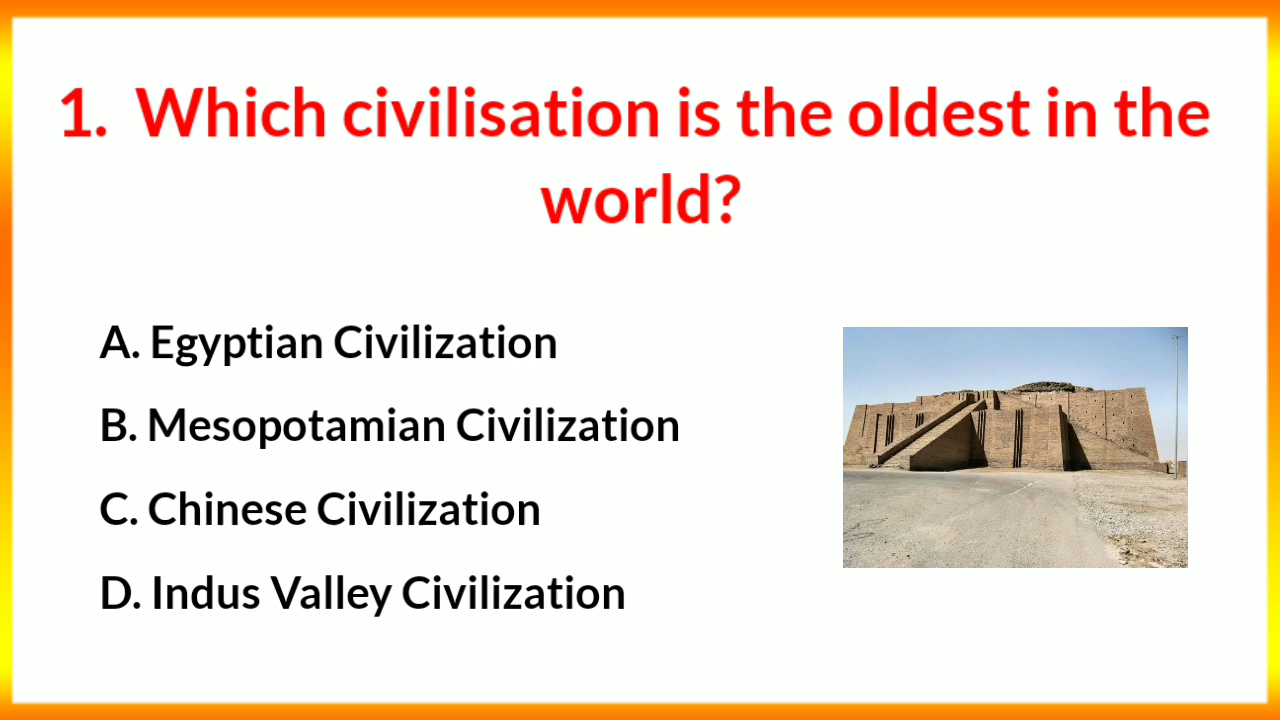 1. Which civilisation is the oldest in the
world?
A. Egyptian Civilization
B. Mesopotamian Civilization
C. Chinese Civilization
D. Indus Valley Civilization